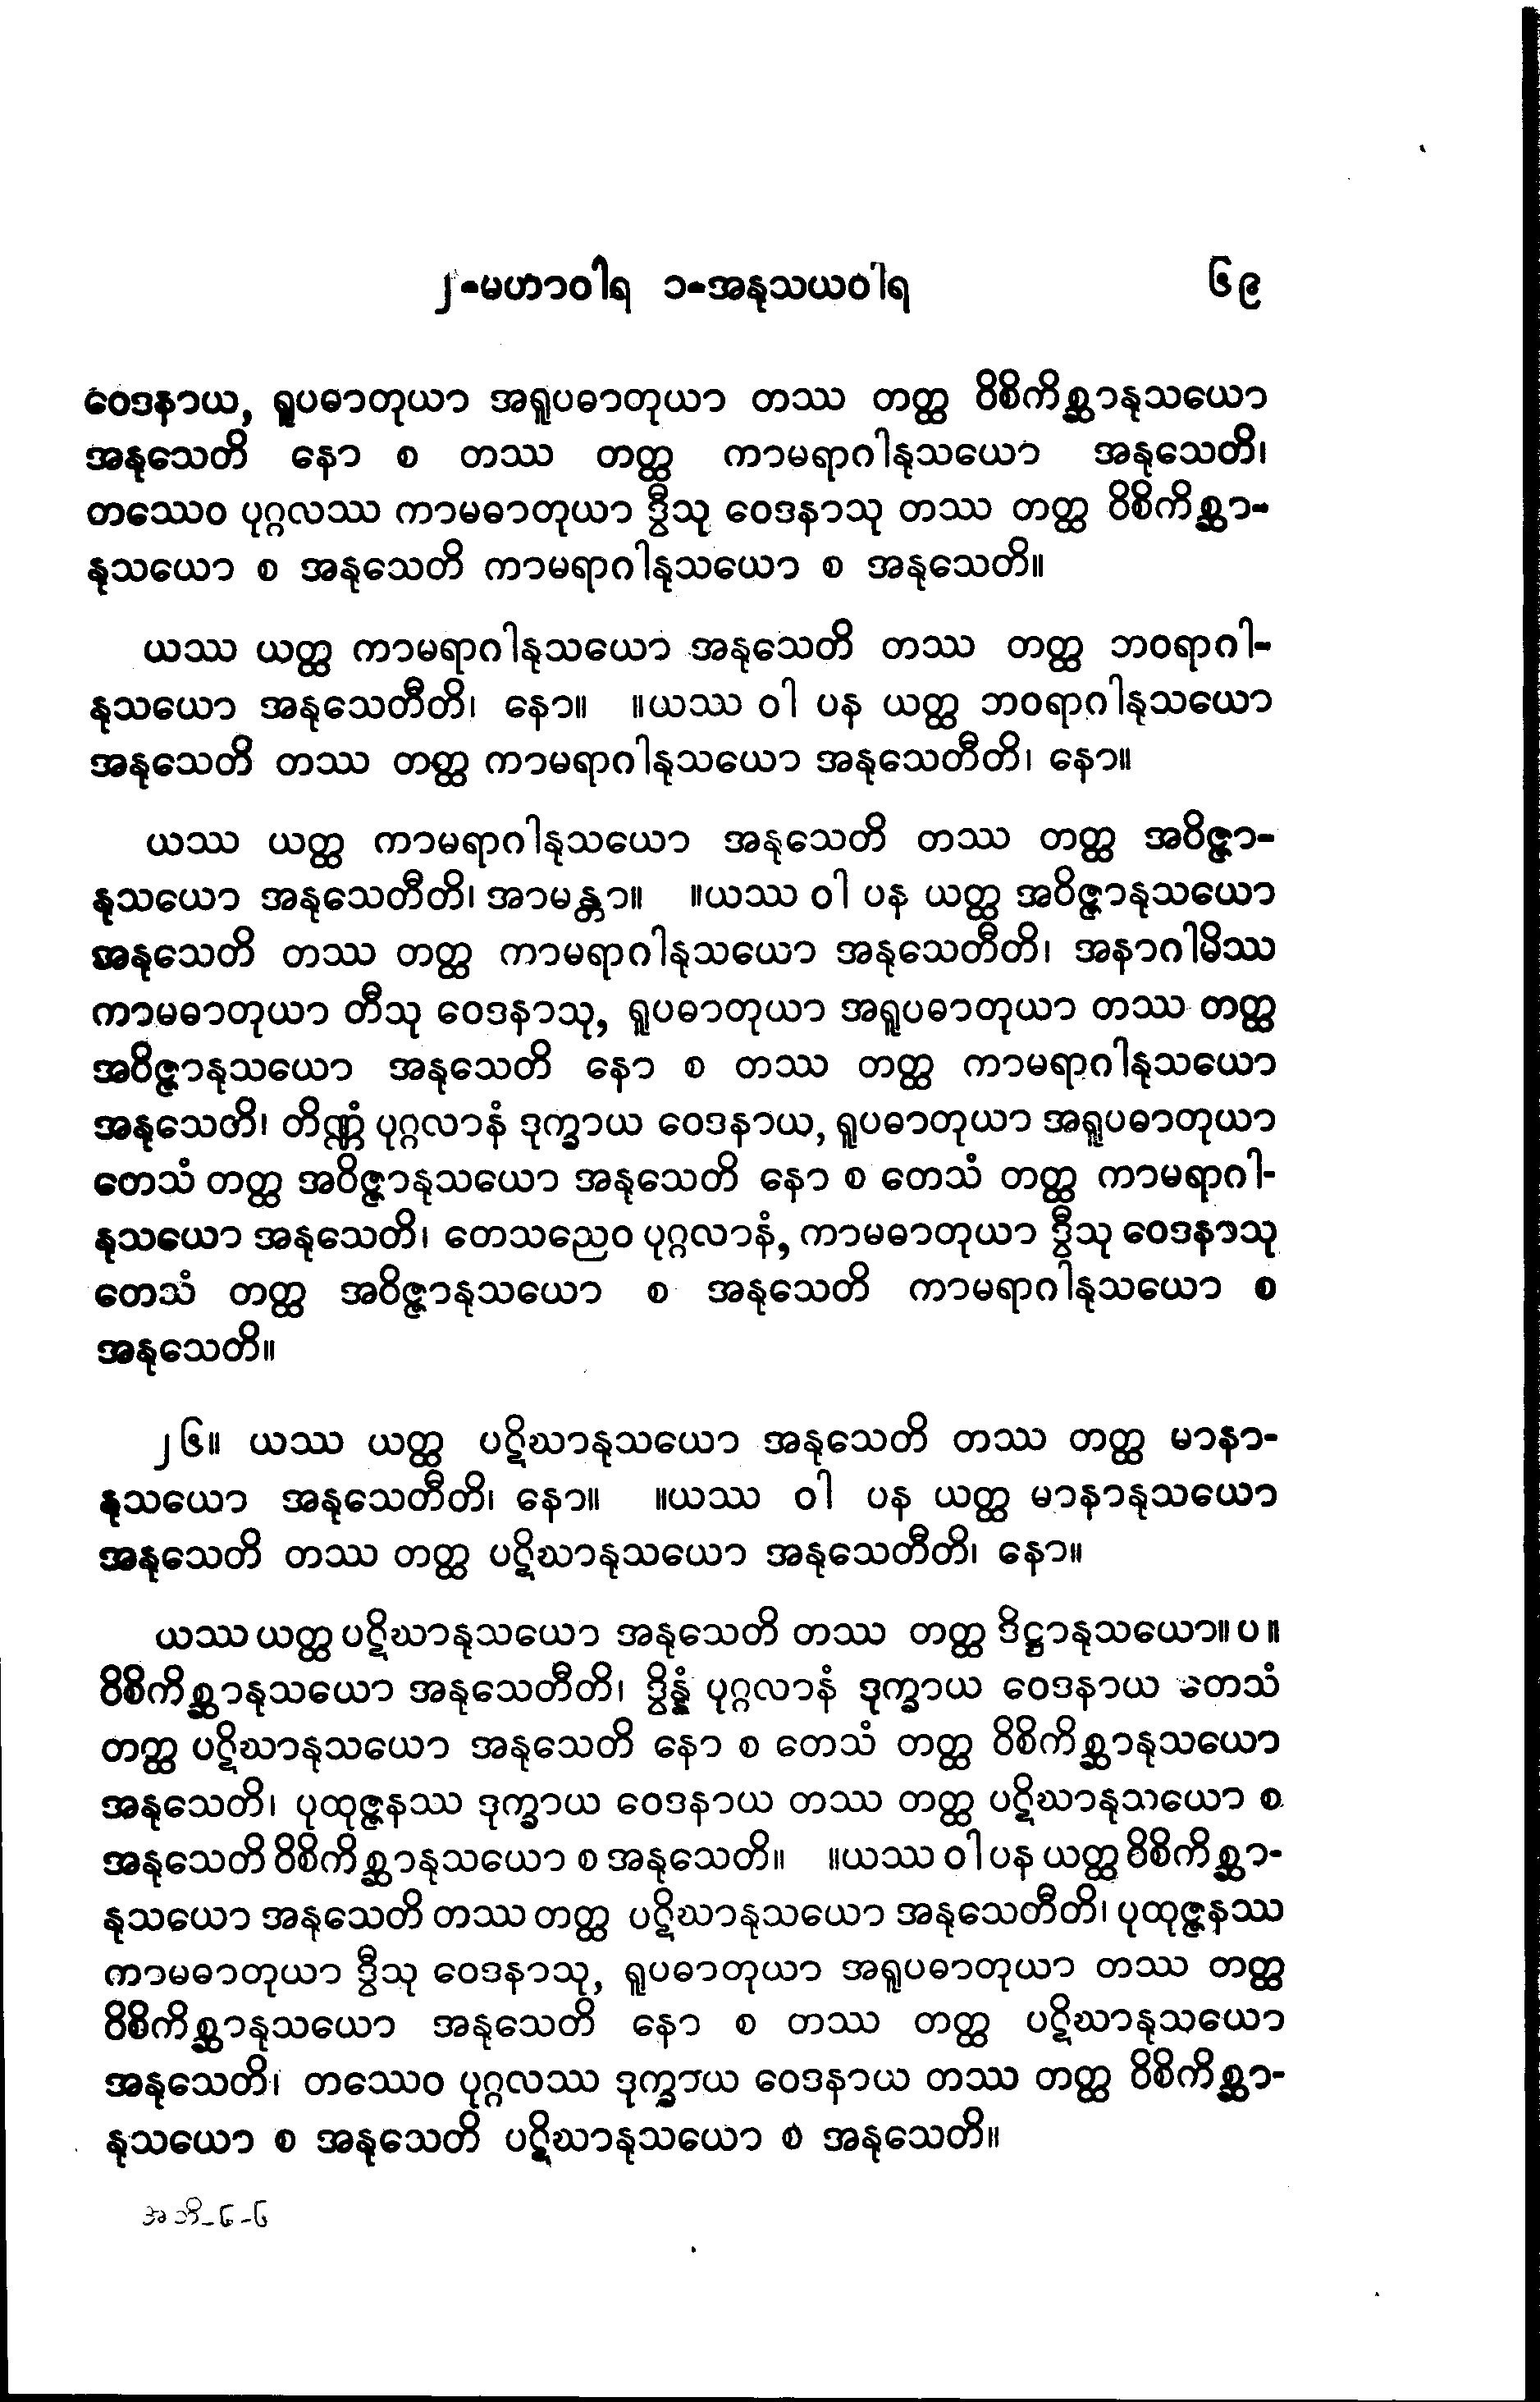 ၂-မဟာဝါရ ၁-အနုသယဝါရ ၆၉
ဝေဒနာယ, ရူပဓာတုယာ အရူပဓာတုယာ တဿ တတ္ထ ဝိစိကိစ္ဆာနုသယော
အနုသေတိ နော စ တဿ တတ္ထ ကာမရာဂါနုသယော အနုသေတိ၊
တဿေဝ ပုဂ္ဂလဿ ကာမဓာတုယာ ဒွီသု ဝေဒနာသု တဿ တတ္ထ ဝိစိကိစ္ဆာ-
နုသယော စ အနုသေတိ ကာမရာဂါနုသယော စ အနုသေတိ။
ယဿ ယတ္ထ ကာမရာဂါနုသယော အနုသေတိ တဿ တတ္ထ ဘဝရာဂါ-
နုသယော အနုသေတီတိ၊ နော။ ။ယဿ ဝါ ပန ယတ္ထ ဘဝရာဂါနုသယော
အနုသေတိ တဿ တတ္ထ ကာမရာဂါနုသယော အနုသေတီတိ၊ နော။
ယဿ ယတ္ထ ကာမရာဂါနုသယော အနုသေတိ တဿ တတ္ထ အဝိဇ္ဇာ-
နုသယော အနုသေတီတိ၊ အာမန္တာ။ ။ယဿ ဝါ ပန ယတ္ထ အဝိဇ္ဇာနုသယော
အနုသေတိ တဿ တတ္ထ ကာမရာဂါနုသယော အနုသေတီတိ၊ အနာဂါမိဿ
ကာမဓာတုယာ တီသု ဝေဒနာသု, ရူပဓာတုယာ အရူပဓာတုယာ တဿ တတ္ထ
အဝိဇ္ဇာနုသယော အနုသေတိ နော စ တဿ တတ္ထ ကာမရာဂါနုသယော
အနုသေတိ၊ တိဏ္ဏံ ပုဂ္ဂလာနံ ဒုက္ခာယ ဝေဒနာယ, ရူပဓာတုယာ အရူပဓာတုယာ
တေသံ တတ္ထ အဝိဇ္ဇာနုသယော အနုသေတိ နော စ တေသံ တတ္ထ ကာမရာဂါ-
နုသယော အနုသေတိ၊ တေသညေဝ ပုဂ္ဂလာနံ, ကာမဓာတုယာ ဒွီသု ဝေဒနာသု
တေသံ တတ္ထ အဝိဇ္ဇာနုသယော စ အနုသေတိ ကာမရာဂါနုသယော စ
အနုသေတိ။
၂၆။ ယဿ ယတ္ထ ပဋိဃာနုသယော အနုသေတိ တဿ တတ္ထ မာနာ-
နုသယော အနုသေတီတိ၊ နော။ ။ယဿ ဝါ ပန ယတ္ထ မာနာနုသယော
အနုသေတိ တဿ တတ္ထ ပဋိဃာနုသယော အနုသေတီတိ၊ နော။
ယဿ ယတ္ထ ပဋိဃာနုသယော အနုသေတိ တဿ တတ္ထ ဒိဋ္ဌာနုသယော။ ပ။
ဝိစိကိစ္ဆာနုသယော အနုသေတီတိ၊ ဒွိန္နံ ပုဂ္ဂလာနံ ဒုက္ခာယ ဝေဒနာယ တေသံ
တတ္ထ ပဋိဃာနုသယော အနုသေတိ နော စ တေသံ တတ္ထ ဝိစိကိစ္ဆာနုသယော
အနုသေတိ၊ ပုထုဇ္ဇနဿ ဒုက္ခာယ ဝေဒနာယ တဿ တတ္ထ ပဋိဃာနုသယော စ
အနုသေတိ ဝိစိကိစ္ဆာနုသယော စ အနုသေတိ။ ။ယဿ ဝါ ပန ယတ္ထ ဝိစိကိစ္ဆာ-
နုသယော အနုသေတိ တဿ တတ္ထ ပဋိဃာနုသယော အနုသေတီတိ၊ ပုထုဇ္ဇနဿ
ကာမဓာတုယာ ဒွီသု ဝေဒနာသု, ရူပဓာတုယာ အရူပဓာတုယာ တဿ တတ္ထ
ဝိစိကိစ္ဆာနုသယော အနုသေတိ နော စ တဿ တတ္ထ ပဋိဃာနုသယော
အနုသေတိ၊ တဿေဝ ပုဂ္ဂလဿ ဒုက္ခာယ ဝေဒနာယ တဿ တတ္ထ ဝိစိကိစ္ဆာ-
နုသယော စ အနုသေတိ ပဋိဃာနုသယော စ အနုသေတိ။
အဘိ-၆-၆